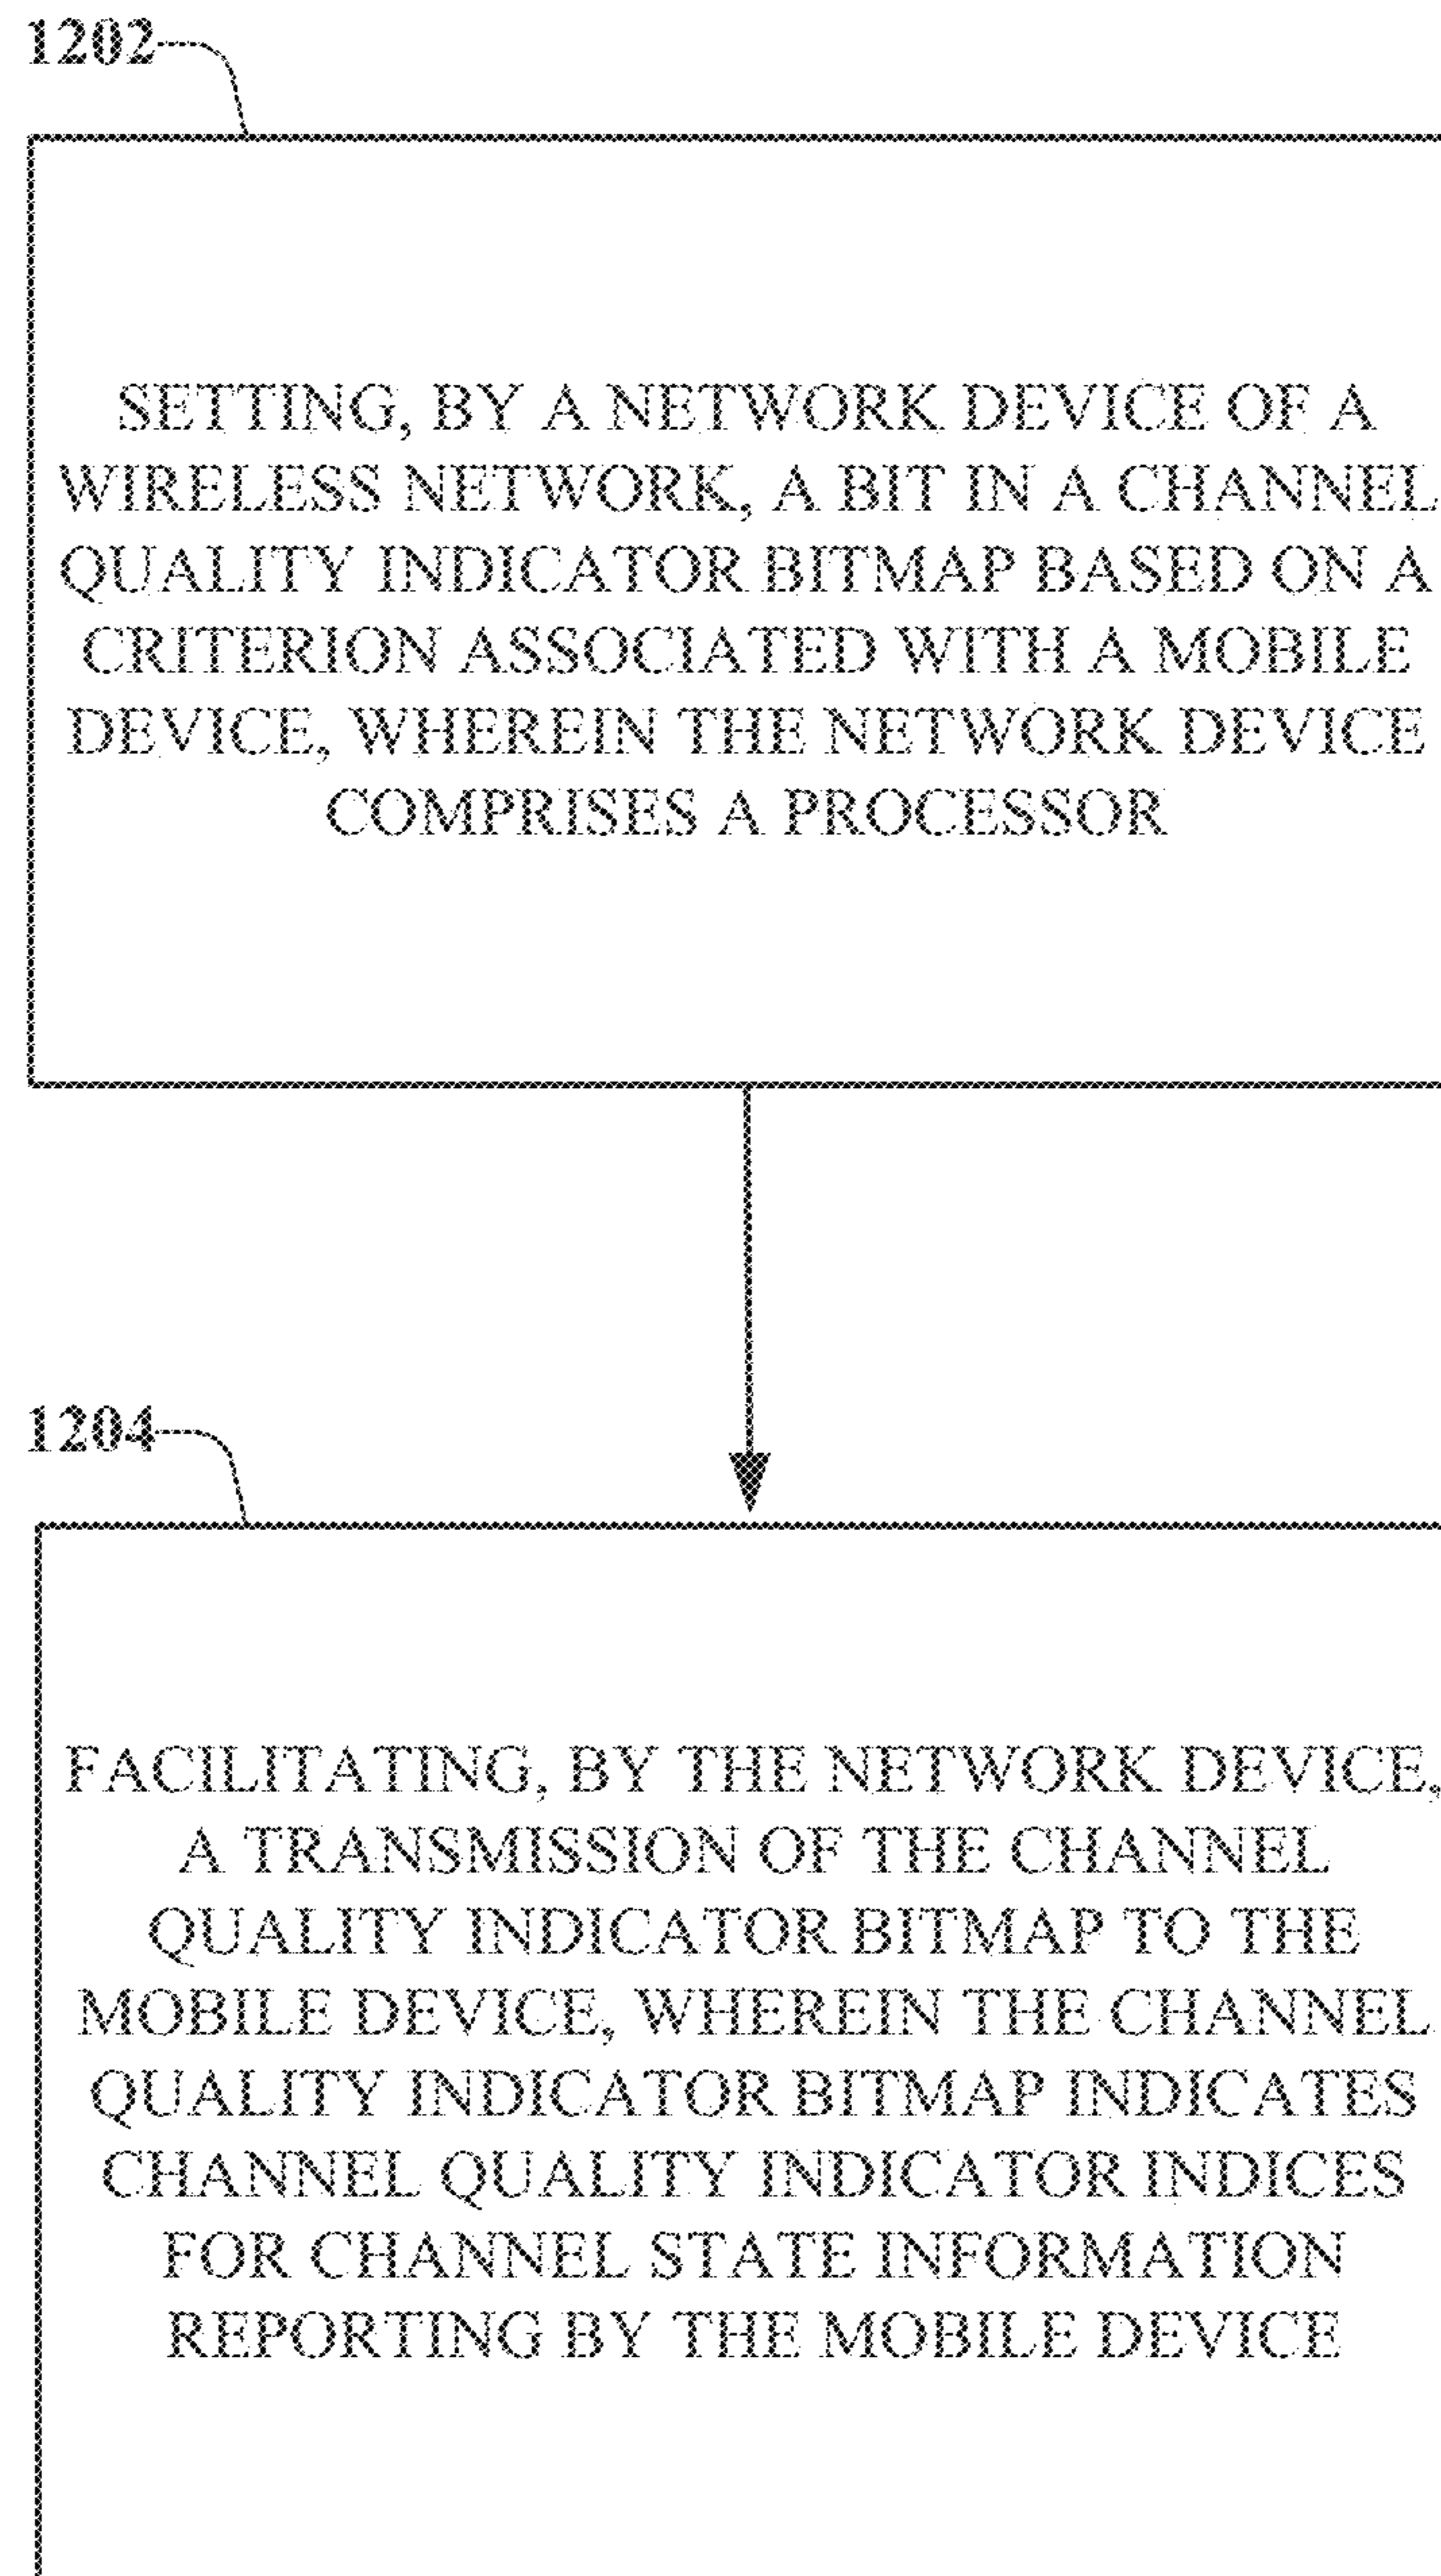 1202
SETTING, BY A NETWORK DEVICE OF A
WIRELESS NETWORK, A BIT IN A CHANNEL
QUALITY INDICATOR BITMAP BASED ON A
CRITERION ASSOCIATED WITH A MOBILE
DEVICE, WHEREIN THE NETWORK DEVICE
COMPRISES A PROCESSOR
1204
FACILITATING, BY THE NETWORK DEVICE,
A TRANSMISSION OF THE CHANNEL
QUALITY INDICATOR BITMAP TO THE
MOBILE DEVICE, WHEREIN THE CHANNEL
QUALITY INDICATOR BITMAP INDICATES
CHANNEL QUALITY INDICATOR INDICES
FOR CHANNEL STATE INFORMATION
REPORTING BY THE MOBILE DEVICE